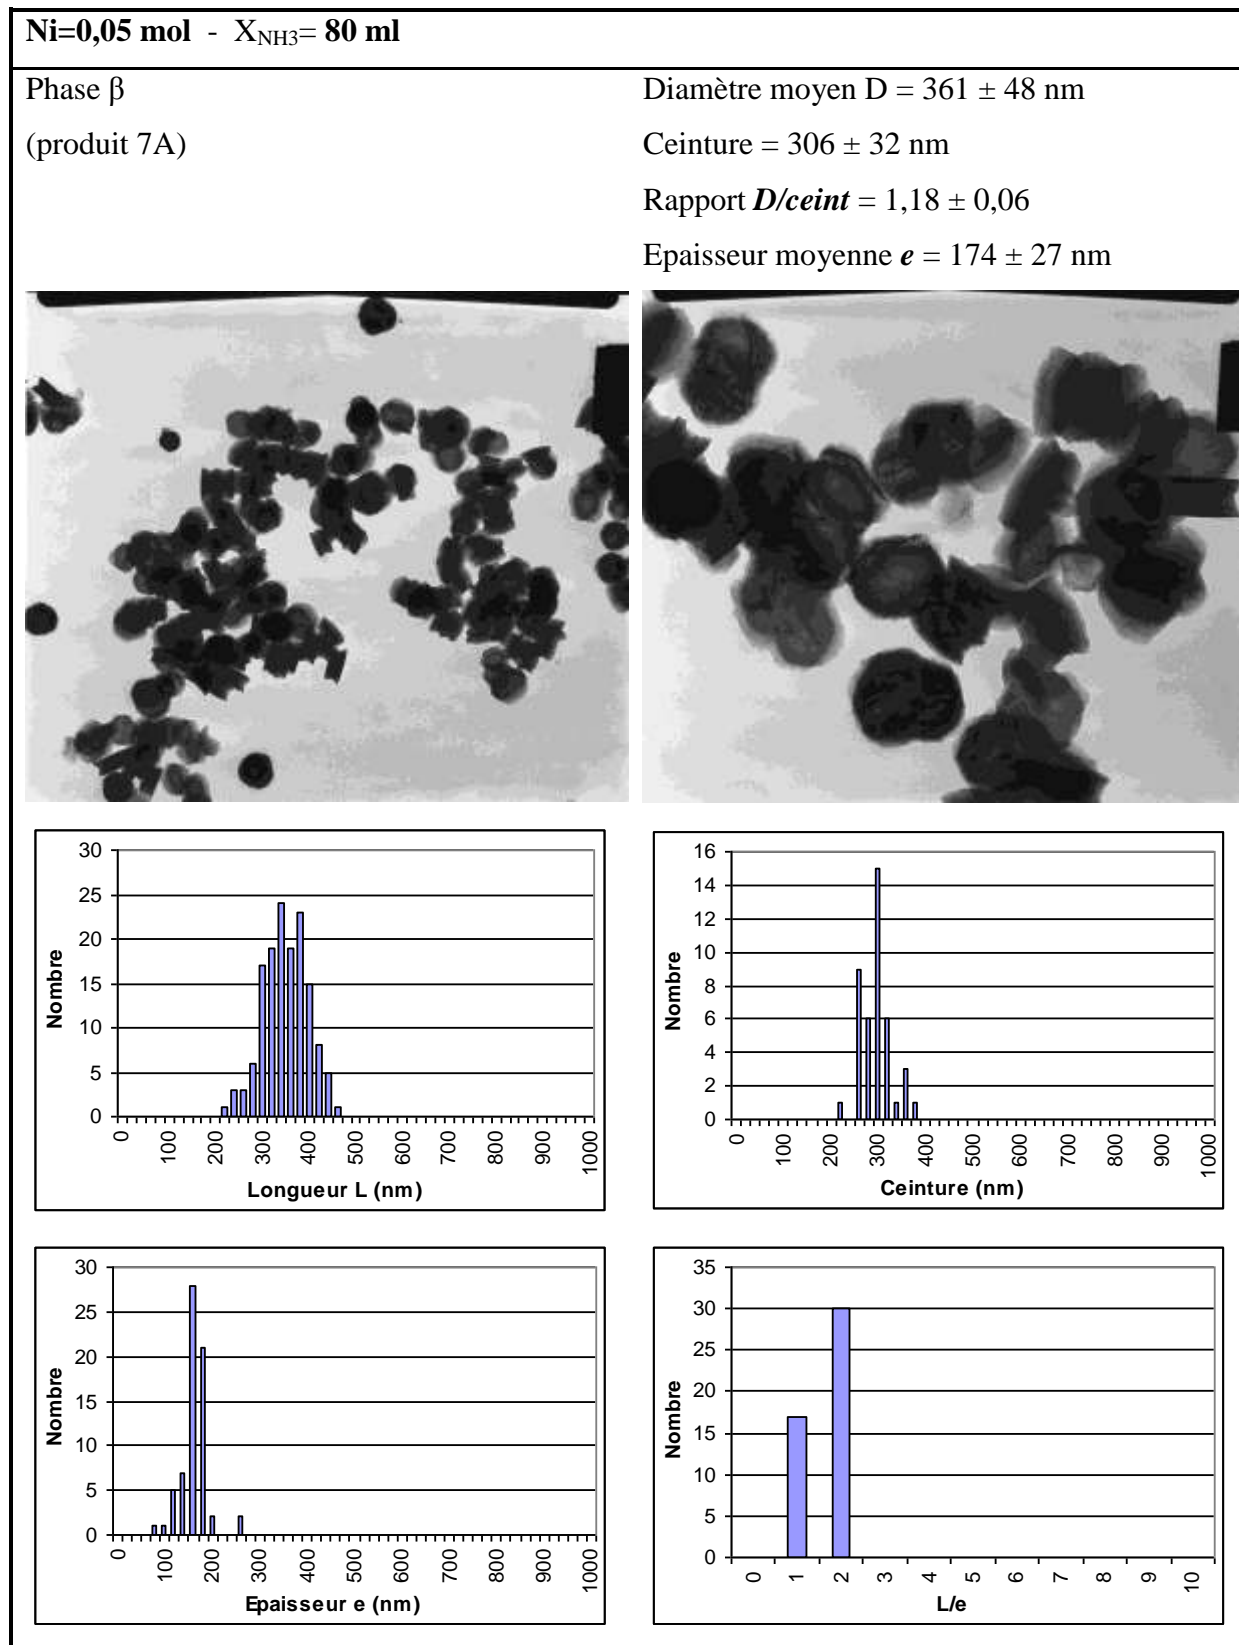 Ni=0,05 mol - XNH3= 80 ml
Phase β
(produit 7A)
Diamètre moyen D = 361 ± 48 nm
Ceinture = 306 ± 32 nm
Rapport D/ceint = 1,18 ± 0,06
Epaisseur moyenne e = 174 ± 27 nm
30
25
20
15
10
5
0
Nombre
0 100 200 300 400 500 600 700 800 900 1000
Longueur L (nm)
16
14
12
10
8
6
4
2
0
Nombre
0 100 200 300 400 500 600 700 800 900 1000
Ceinture (nm)
30
25
20
15
10
5
0
Nombre
0 100 200 300 400 500 600 700 800 900 1000
Epaisseur e (nm)
35
30
25
20
15
10
5
0
Nombre
0 1 2 3 4 5 6 7 8 9 10
L/e